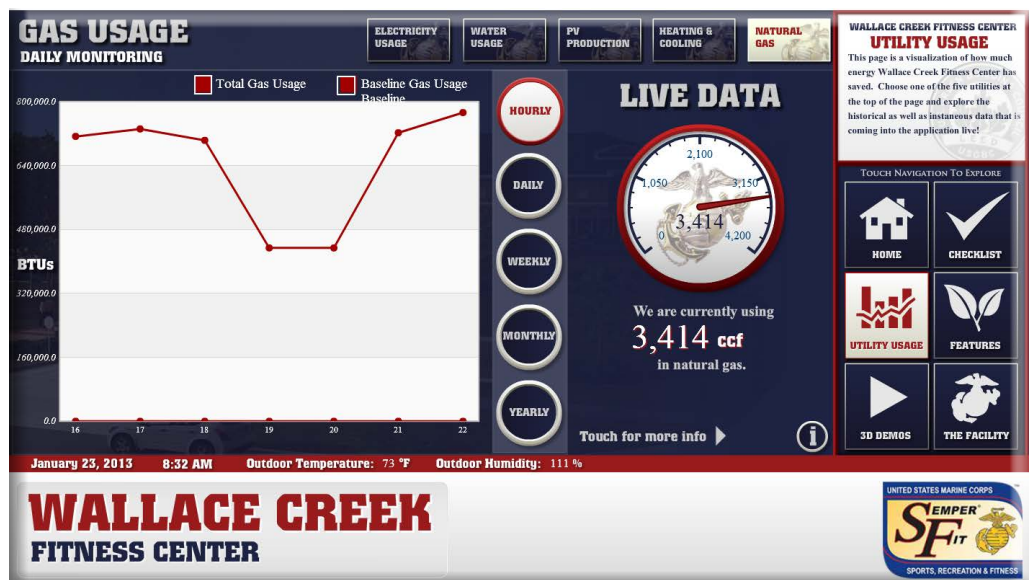 GAS USAGE
DAILY MONITORING
ELECTRICITY
USAGE
WATER
USAGE
PV
PRODUCTION
HEATING &
COOLING
NATURAL
GAS
WALLACE CREEK FITNESS CENTER
UTILITY USAGE
This page is a visualization of how much
energy Wallace Creek Fitness Center has
saved. Choose one of the five utilities at
the top of the page and explore the
historical as well as instaneous data that is
coming into the application live!
USGBC
Total Gas Usage
Baseline Gas Usage
Baseline
BTUs
800,000.0
640,000.0
480,000.0
320,000.0
160,000.0
0.0
16 17 18 19 20 21 22
HOURLY
DAILY
WEEKLY
MONTHLY
YEARLY
LIVE DATA
2,100
1,050 3,150
3,414
0 4,200
We are currently using
3,414 ccf
in natural gas.
Touch for more info
i
TOUCH NAVIGATION TO EXPLORE
HOME
CHECKLIST
UTILITY USAGE
FEATURES
3D DEMOS
THE FACILITY
January 23, 2013 8:32 AM Outdoor Temperature: 73 °F Outdoor Humidity: 111 %
WALLACE CREEK
FITNESS CENTER
UNITED STATES MARINE CORPS
SEMPER
FIT
SPORTS, RECREATION & FITNESS